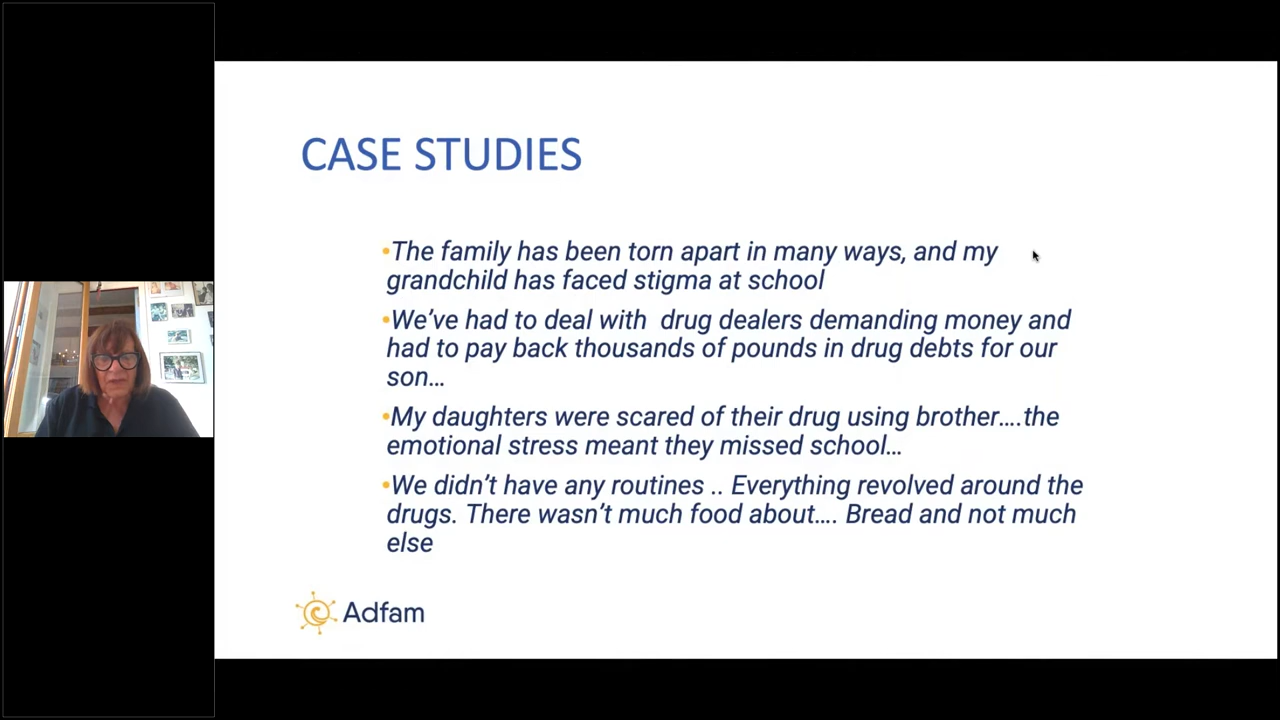 CASE STUDIES
•The family has been torn apart in many ways, and my
grandchild has faced stigma at school
•We’ve had to deal with  drug dealers demanding money and
had to pay back thousands of pounds in drug debts for our
son…
•My daughters were scared of their drug using brother….the
emotional stress meant they missed school…
•We didn’t have any routines .. Everything revolved around the
drugs. There wasn’t much food about…. Bread and not much
else
Adfam